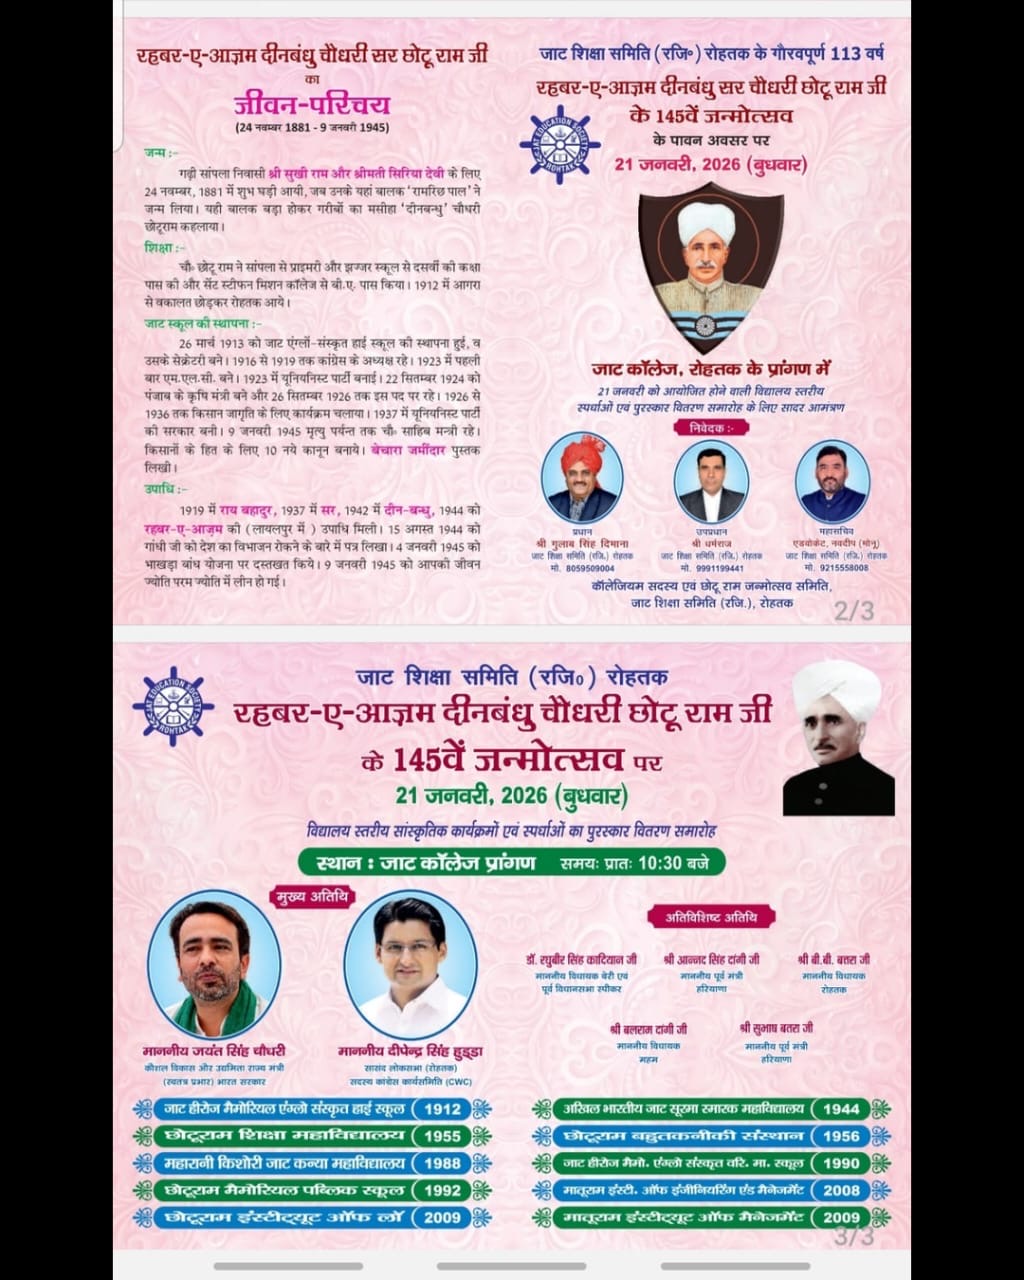 रहबर-ए-आज़म दीनबंधु चौधरी सर छोटू राम जी
का
जीवन-परिचय
(24 नवम्बर 1881 - 9 जनवरी 1945)
जन्म :-
गढ़ी सांपला निवासी श्री सुखी राम और श्रीमती सिरिया देवी के लिए
24 नवम्बर, 1881 में शुभ घड़ी आयी, जब उनके यहां बालक 'रामरिछ पाल' ने
जन्म लिया। यही बालक बड़ा होकर गरीबों का मसीहा 'दीनबन्धु' चौधरी
छोटूराम कहलाया।
शिक्षा :-
चौ० छोटू राम ने सांपला से प्राइमरी और झज्जर स्कूल से दसवीं की कक्षा
पास की और सेंट स्टीफन मिशन कॉलेज से बी.ए. पास किया। 1912 में आगरा
से वकालत छोड़कर रोहतक आये।
जाट स्कूल की स्थापना :-
26 मार्च 1913 को जाट एंग्लों-संस्कृत हाई स्कूल की स्थापना हुई, व
उसके सेक्रेटरी बने। 1916 से 1919 तक कांग्रेस के अध्यक्ष रहे। 1923 में पहली
बार एम.एल.सी. बने। 1923 में यूनियनिस्ट पार्टी बनाई। 22 सितम्बर 1924 को
पंजाब के कृषि मंत्री बने और 26 सितम्बर 1926 तक इस पद पर रहे। 1926 से
1936 तक किसान जागृति के लिए कार्यक्रम चलाया। 1937 में यूनियनिस्ट पार्टी
की सरकार बनी। 9 जनवरी 1945 मृत्यु पर्यन्त तक चौ० साहिब मन्त्री रहे।
किसानों के हित के लिए 10 नये कानून बनाये। बेचारा जमींदार पुस्तक
लिखी।
उपाधि :-
1919 में राय बहादुर, 1937 में सर, 1942 में दीन-बन्धु, 1944 को
रहबर-ए-आज़म की (लायलपुर में) उपाधि मिली। 15 अगस्त 1944 को
गांधी जी को देश का विभाजन रोकने के बारे में पत्र लिखा। 4 जनवरी 1945 को
भाखड़ा बांध योजना पर दस्तखत किये। 9 जनवरी 1945 को आपकी जीवन
ज्योति परम ज्योति में लीन हो गई।
जाट शिक्षा समिति (रजि०) रोहतक के गौरवपूर्ण 113 वर्ष
रहबर-ए-आज़म दीनबंधु सर चौधरी छोटू राम जी
के 145वें जन्मोत्सव
के पावन अवसर पर
21 जनवरी, 2026 (बुधवार)
JAT EDUCATION SOCIETY
ROHTAK
जाट कॉलेज, रोहतक के प्रांगण में
21 जनवरी को आयोजित होने वाली विद्यालय स्तरीय
स्पर्धाओं एवं पुरस्कार वितरण समारोह के लिए सादर आमंत्रण
निवेदक :-
प्रधान
श्री गुलाब सिंह दिमाना
जाट शिक्षा समिति (रजि.) रोहतक
मो. 8059509004
उपप्रधान
श्री धर्मराज
जाट शिक्षा समिति (रजि.) रोहतक
मो. 9991199441
महासचिव
एडवोकेट, नवदीप (मोनू)
जाट शिक्षा समिति (रजि.) रोहतक
मो. 9215558008
कॉलेजियम सदस्य एवं छोटू राम जन्मोत्सव समिति,
जाट शिक्षा समिति (रजि.), रोहतक
2/3
JAT EDUCATION SOCIETY
ROHTAK
जाट शिक्षा समिति (रजि०) रोहतक
रहबर-ए-आज़म दीनबंधु चौधरी छोटू राम जी
के 145वें जन्मोत्सव पर
21 जनवरी, 2026 (बुधवार)
विद्यालय स्तरीय सांस्कृतिक कार्यक्रमों एवं स्पर्धाओं का पुरस्कार वितरण समारोह
स्थान : जाट कॉलेज प्रांगण समयः प्रातः 10:30 बजे
मुख्य अतिथि
माननीय जयंत सिंह चौधरी
कौशल विकास और उद्यमिता राज्य मंत्री
(स्वतंत्र प्रभार) भारत सरकार
माननीय दीपेन्द्र सिंह हुड्डा
सासंद लोकसभा (रोहतक)
सदस्य कांग्रेस कार्यसमिति (CWC)
अतिविशिष्ट अतिथि
डॉ. रघुबीर सिंह कादियान जी
माननीय विधायक बेरी एवं
पूर्व विधानसभा स्पीकर
श्री आनन्द सिंह दांगी जी
माननीय पूर्व मंत्री
हरियाणा
श्री बी.बी. बत्तरा जी
माननीय विधायक
रोहतक
श्री बलराम दांगी जी
माननीय विधायक
महम
श्री सुभाष बतरा जी
माननीय पूर्व मंत्री
हरियाणा
जाट हीरोज मैमोरियल एंग्लो संस्कृत हाई स्कूल 1912
छोटूराम शिक्षा महाविद्यालय 1955
महारानी किशोरी जाट कन्या महाविद्यालय 1988
छोटूराम मैमोरियल पब्लिक स्कूल 1992
छोटूराम इंस्टीट्यूट ऑफ लॉ 2009
अखिल भारतीय जाट सूरमा स्मारक महाविद्यालय 1944
छोटूराम बहुतकनीकी संस्थान 1956
जाट हीरोज मैमो. एंग्लो संस्कृत वरि. मा. स्कूल 1990
मातूराम इंस्टी. ऑफ इंजीनियरिंग एंड मैनेजमेंट 2008
मातूराम इंस्टीट्यूट ऑफ मैनेजमेंट 2009
3/3